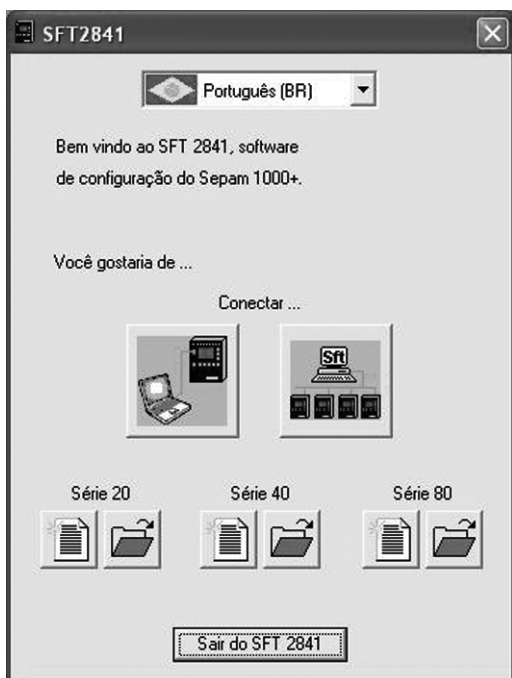 SFT2841
Português (BR)
Bem vindo ao SFT 2841, software
de configuração do Sepam 1000+.
Você gostaria de ...
Conectar ...
Sft
Série 20
Série 40
Série 80
Sair do SFT 2841